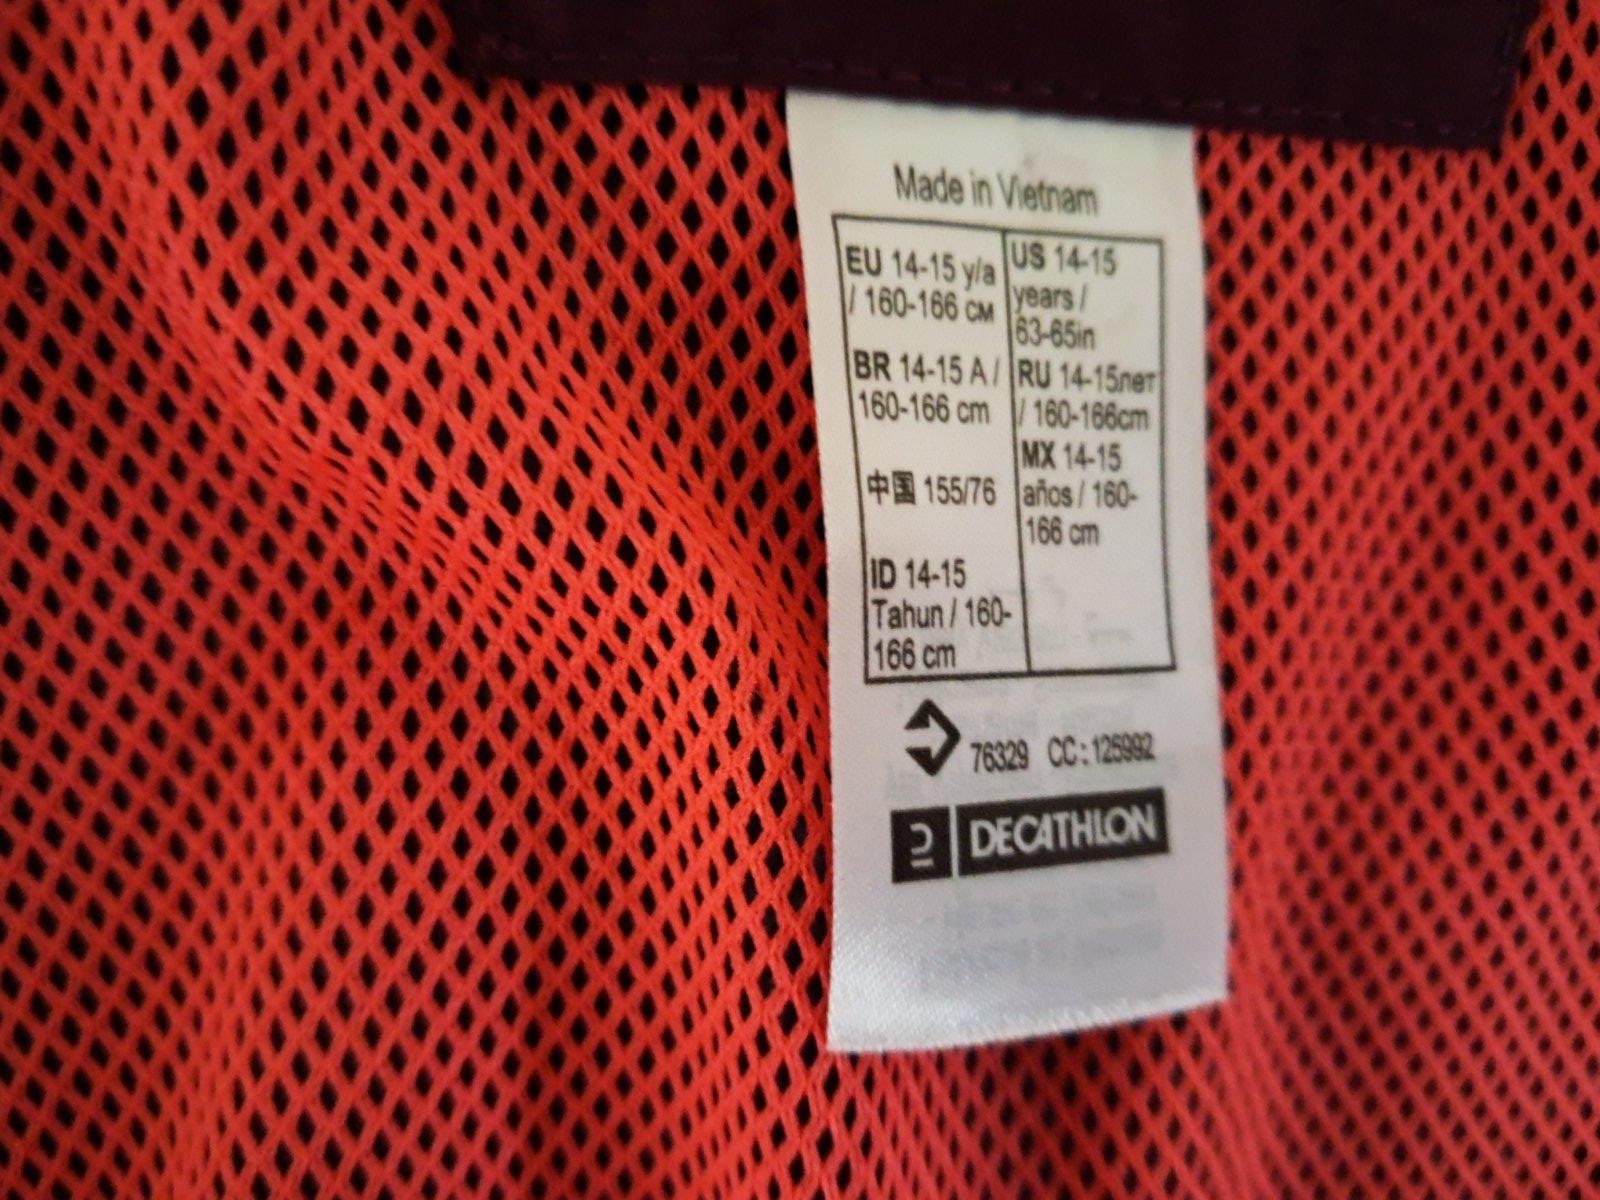 Made in Vietnam
EU 14-15 y/a
/ 160-166 см
BR 14-15 A /
160-166 cm
中国 155/76
ID 14-15
Tahun / 160-
166 cm
US 14-15
years /
63-65in
RU 14-15лет
/ 160-166cm
MX 14-15
años / 160-
166 cm
76329 CC : 125992
DECATHLON